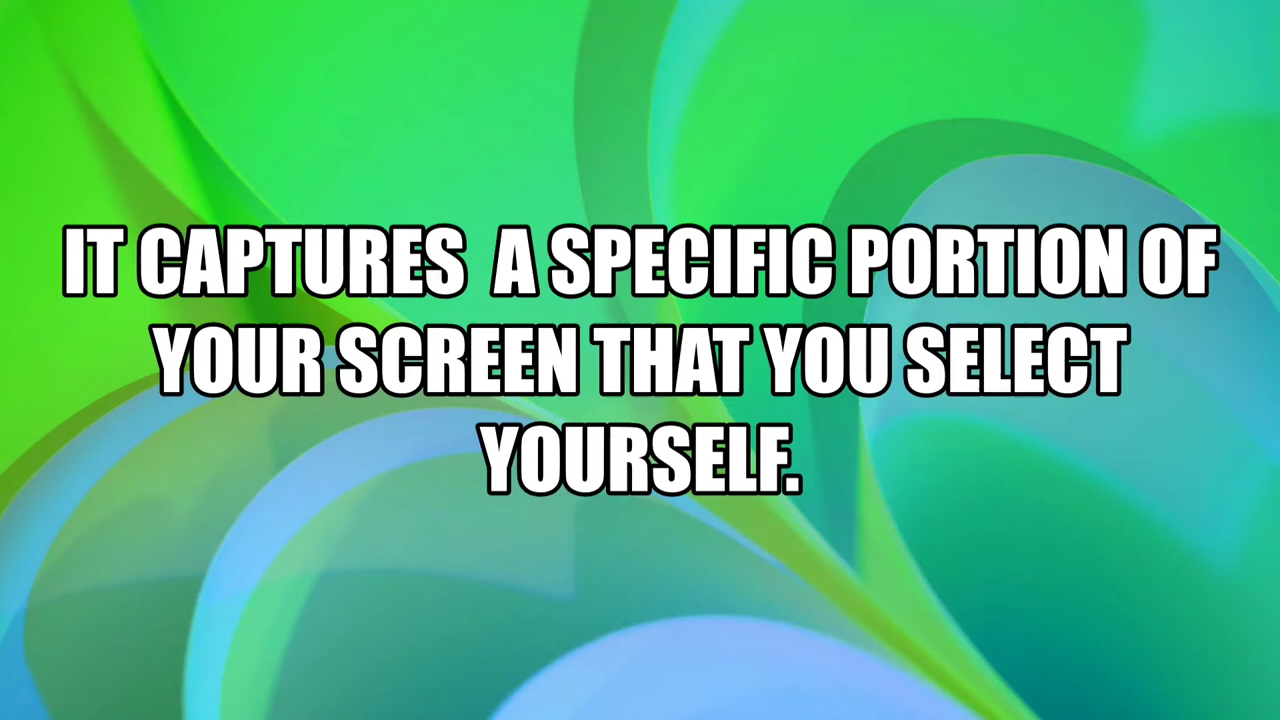 IT CAPTURES  A SPECIFIC PORTION OF
YOUR SCREEN THAT YOU SELECT
YOURSELF.